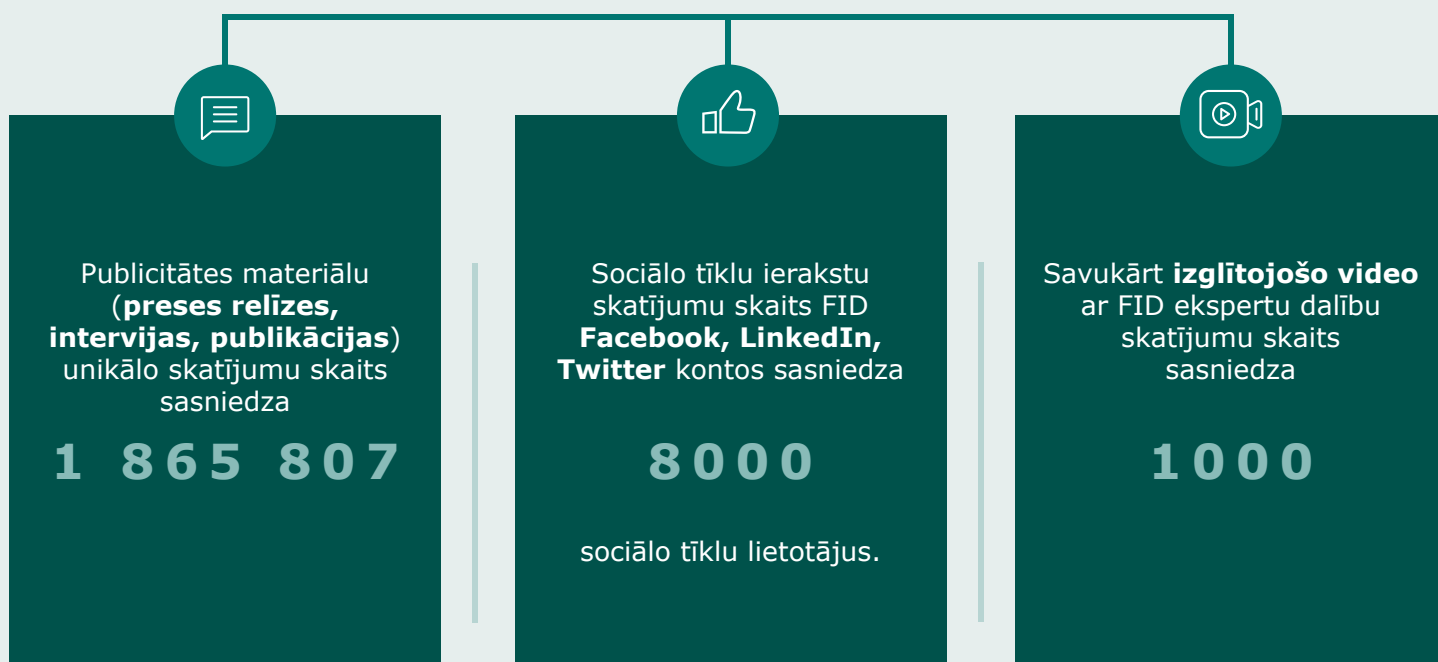 Publicitātes materiālu
(preses relīzes,
intervijas, publikācijas)
unikālo skatījumu skaits
sasniedza
1 865 807
Sociālo tīklu ierakstu
skatījumu skaits FID
Facebook, LinkedIn,
Twitter kontos sasniedza
8000
sociālo tīklu lietotājus.
Savukārt izglītojošo video
ar FID ekspertu dalību
skatījumu skaits
sasniedza
1000